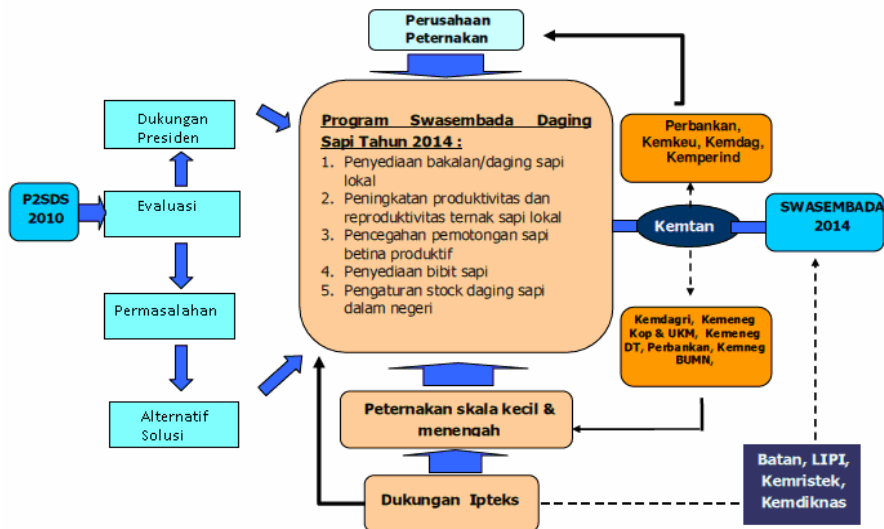 Perusahaan
Peternakan
Dukungan
Presiden
P2SDS
2010
Evaluasi
Permasalahan
Alternatif
Solusi
Program Swasembada Daging
Sapi Tahun 2014 :
1. Penyediaan bakalan/daging sapi
lokal
2. Peningkatan produktivitas dan
reproduktivitas ternak sapi lokal
3. Pencegahan pemotongan sapi
betina produktif
4. Penyediaan bibit sapi
5. Pengaturan stock daging sapi
dalam negeri
Perbankan,
Kemkeu, Kemdag,
Kemperind
Kemtan
SWASEMBADA
2014
Kemdagri, Kemeneg
Kop & UKM, Kemeneg
DT, Perbankan, Kemneg
BUMN,
Peternakan skala kecil &
menengah
Dukungan Ipteks
Batan, LIPI,
Kemristek,
Kemdiknas